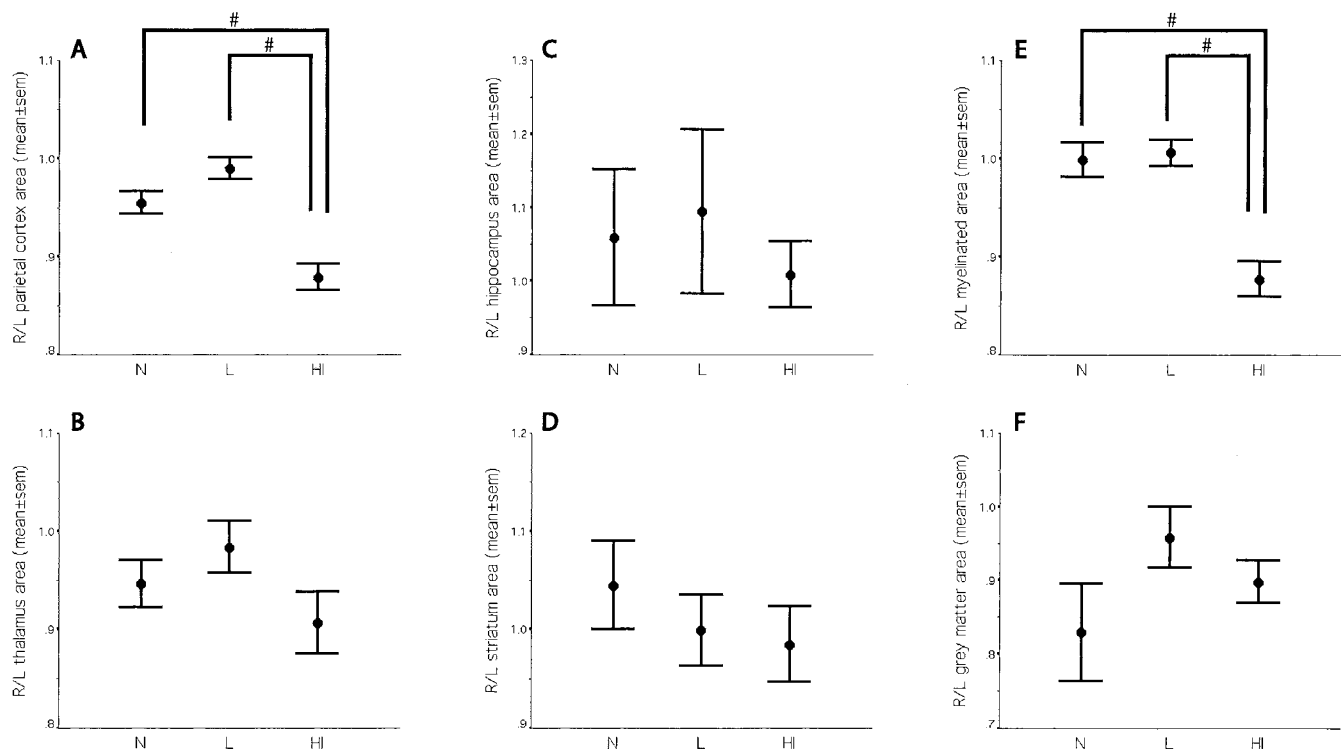 A
R/L parietal cortex area (mean±sem)
1.1
1.0
.9
.8
N L HI
#
#
B
R/L thalamus area (mean±sem)
1.1
1.0
.9
.8
N L HI
C
R/L hippocampus area (mean±sem)
1.3
1.2
1.1
1.0
.9
N L HI
D
R/L striatum area (mean±sem)
1.2
1.1
1.0
.9
N L HI
E
R/L myelinated area (mean±sem)
1.1
1.0
.9
.8
N L HI
#
#
F
R/L grey matter area (mean±sem)
1.1
1.0
.9
.8
.7
N L HI